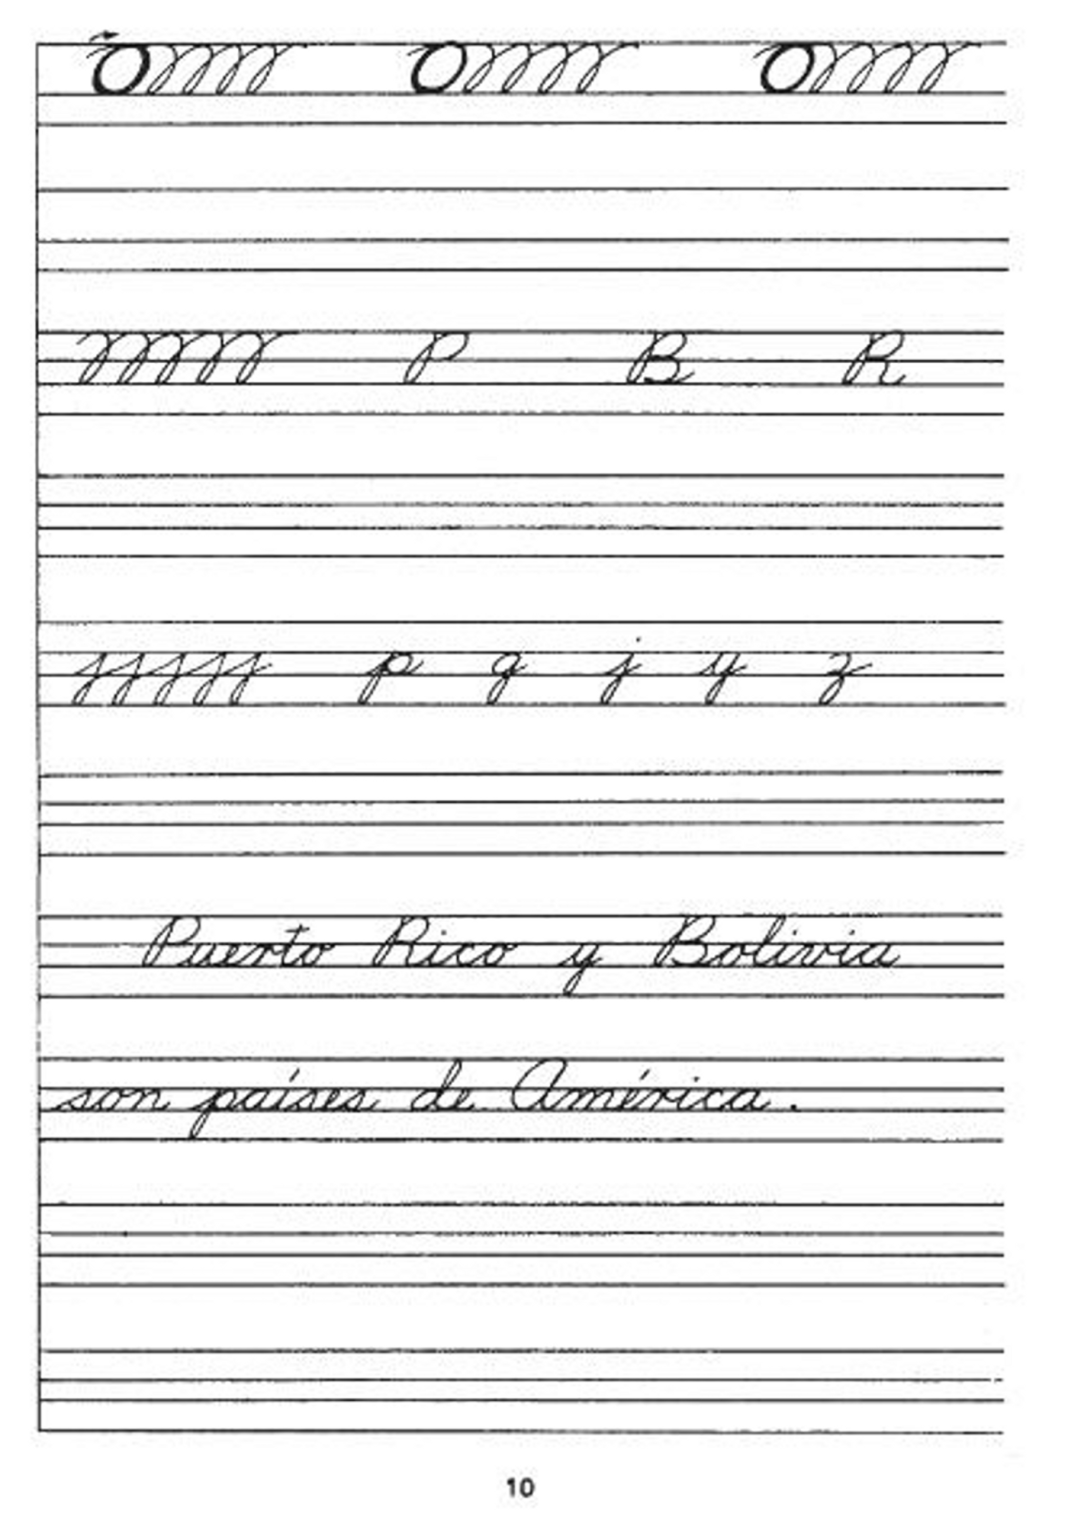 O O O
P B R
p g j y z
Puerto Rico y Bolivia
son países de América.
10